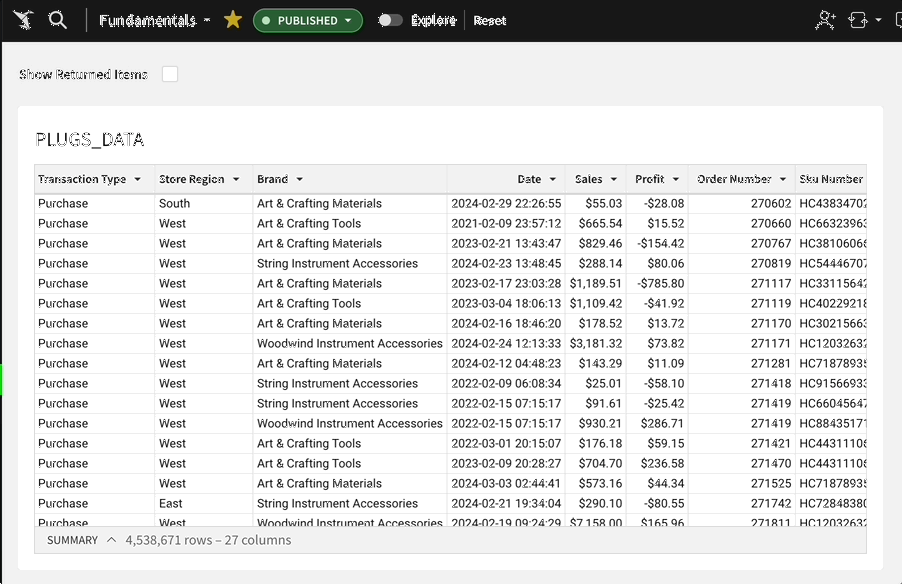 Fundamentals PUBLISHED Explore Reset
Show Returned Items
PLUGS_DATA
Transaction Type Store Region Brand Date Sales Profit Order Number Sku Number
Purchase South Art & Crafting Materials 2024-02-29 22:26:55 $55.03 -$28.08 270602 HC43834702
Purchase West Art & Crafting Tools 2021-02-09 23:57:12 $665.54 $15.52 270660 HC66323963
Purchase West Art & Crafting Materials 2023-02-21 13:43:47 $829.46 -$154.42 270767 HC38106066
Purchase West String Instrument Accessories 2024-02-23 13:48:45 $288.14 $80.06 270819 HC54446707
Purchase West Art & Crafting Materials 2023-02-17 23:03:28 $1,189.51 -$785.80 271117 HC33115642
Purchase West Art & Crafting Tools 2023-03-04 18:06:13 $1,109.42 -$41.92 271119 HC40229218
Purchase West Art & Crafting Materials 2024-02-16 18:46:20 $178.52 $13.72 271170 HC30215663
Purchase West Woodwind Instrument Accessories 2024-02-24 12:13:33 $3,181.32 $73.82 271171 HC12032632
Purchase West Art & Crafting Materials 2024-02-12 04:48:23 $143.29 $11.09 271281 HC71878935
Purchase West String Instrument Accessories 2022-02-09 06:08:34 $25.01 -$58.10 271418 HC91566933
Purchase West String Instrument Accessories 2022-02-15 07:15:17 $91.61 -$25.42 271419 HC66045647
Purchase West Woodwind Instrument Accessories 2022-02-15 07:15:17 $930.21 $286.71 271419 HC88435171
Purchase West Art & Crafting Tools 2022-03-01 20:15:07 $176.18 $59.15 271421 HC44311106
Purchase West Art & Crafting Tools 2023-02-09 20:28:27 $704.70 $236.58 271470 HC44311106
Purchase West Art & Crafting Materials 2024-03-03 02:44:41 $573.16 $44.34 271525 HC71878935
Purchase East String Instrument Accessories 2024-02-21 19:34:04 $290.10 -$80.55 271742 HC72848380
Purchase West Woodwind Instrument Accessories 2024-02-19 09:24:29 $7,158.00 $165.96 271811 HC12032632
SUMMARY 4,538,671 rows – 27 columns